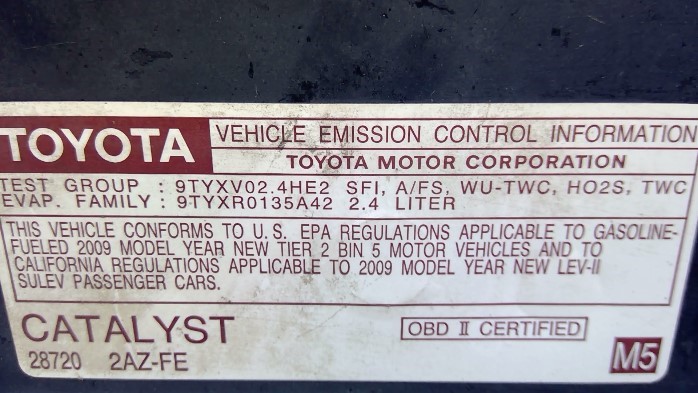 TOYOTA VEHICLE EMISSION CONTROL INFORMATION
TOYOTA MOTOR CORPORATION
TEST GROUP : 9TYXV02.4HE2 SFI, A/FS, WU-TWC, HO2S, TWC
EVAP. FAMILY : 9TYXR0135A42 2.4 LITER
THIS VEHICLE CONFORMS TO U.S. EPA REGULATIONS APPLICABLE TO GASOLINE-
FUELED 2009 MODEL YEAR NEW TIER 2 BIN 5 MOTOR VEHICLES AND TO
CALIFORNIA REGULATIONS APPLICABLE TO 2009 MODEL YEAR NEW LEV-II
SULEV PASSENGER CARS.
CATALYST OBD II CERTIFIED
28720 2AZ-FE M5